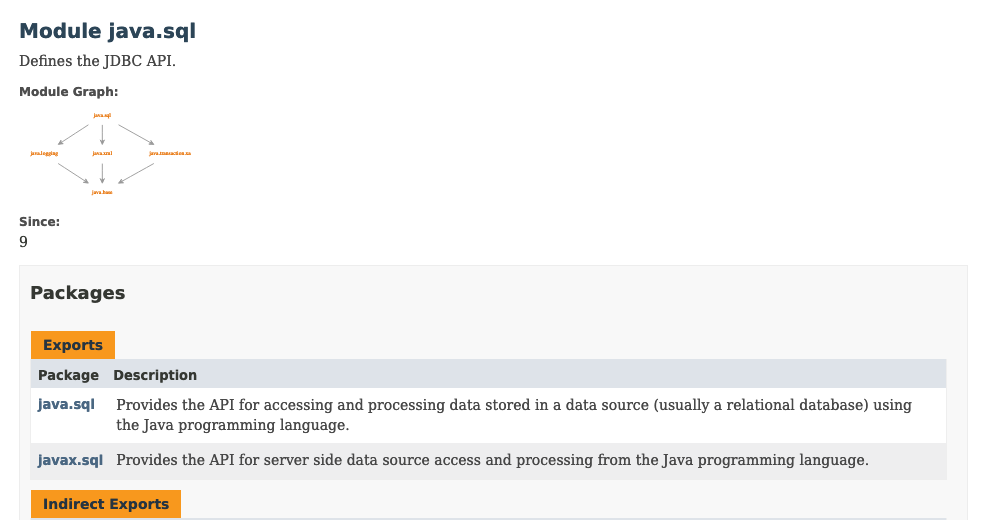 Module java.sql
Defines the JDBC API.
Module Graph:
java.sql
java.logging java.xml java.transaction.xa
java.base
Since:
9
Packages
Exports
Package Description
java.sql Provides the API for accessing and processing data stored in a data source (usually a relational database) using
the Java programming language.
javax.sql Provides the API for server side data source access and processing from the Java programming language.
Indirect Exports